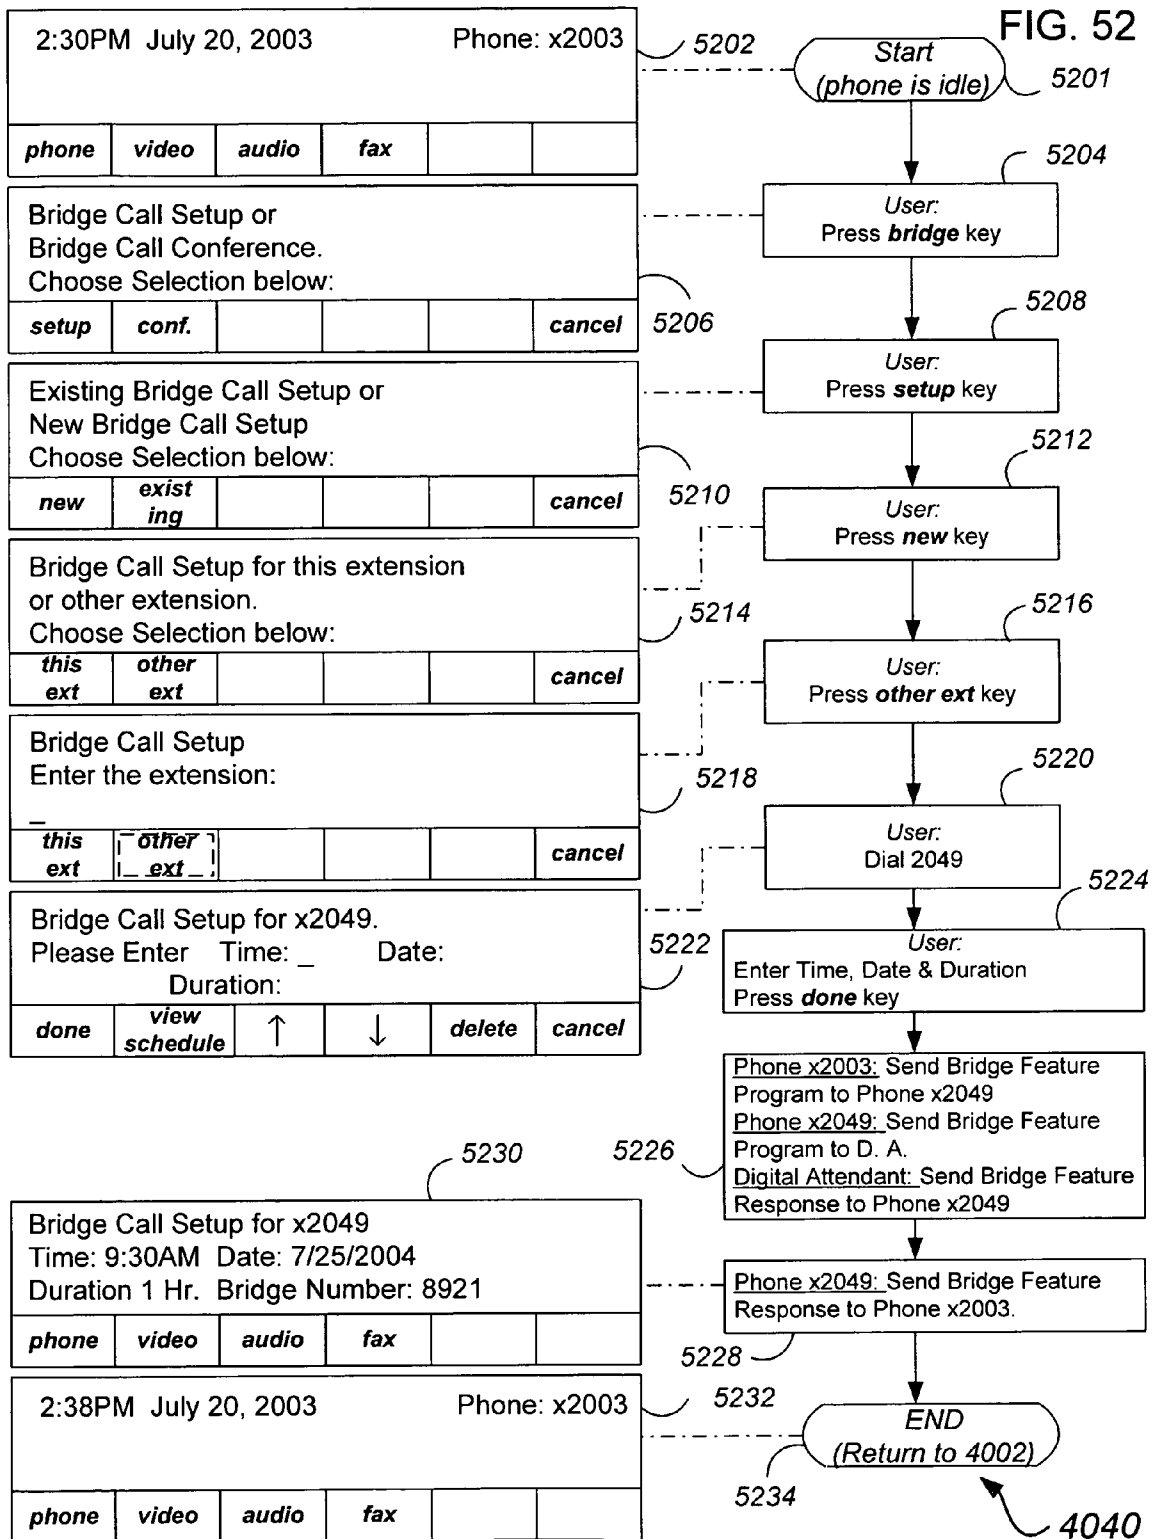 FIG. 52
2:30PM July 20, 2003 Phone: x2003
5202
phone video audio fax
Start
(phone is idle)
5201
Bridge Call Setup or
Bridge Call Conference.
Choose Selection below:
setup conf. cancel
5206
5204
User:
Press bridge key
Existing Bridge Call Setup or
New Bridge Call Setup
Choose Selection below:
new exist
ing cancel
5210
5208
User:
Press setup key
5212
User:
Press new key
Bridge Call Setup for this extension
or other extension.
Choose Selection below:
this
ext other
ext cancel
5214
5216
User:
Press other ext key
Bridge Call Setup
Enter the extension:
_
this
ext other
ext cancel
5218
5220
User:
Dial 2049
Bridge Call Setup for x2049.
Please Enter Time: _ Date:
Duration:
done view
schedule ↑ ↓ delete cancel
5222
5224
User:
Enter Time, Date & Duration
Press done key
5226
Phone x2003: Send Bridge Feature
Program to Phone x2049
Phone x2049: Send Bridge Feature
Program to D. A.
Digital Attendant: Send Bridge Feature
Response to Phone x2049
5230
Bridge Call Setup for x2049
Time: 9:30AM Date: 7/25/2004
Duration 1 Hr. Bridge Number: 8921
phone video audio fax
Phone x2049: Send Bridge Feature
Response to Phone x2003.
5228
2:38PM July 20, 2003 Phone: x2003
5232
phone video audio fax
END
(Return to 4002)
5234
4040